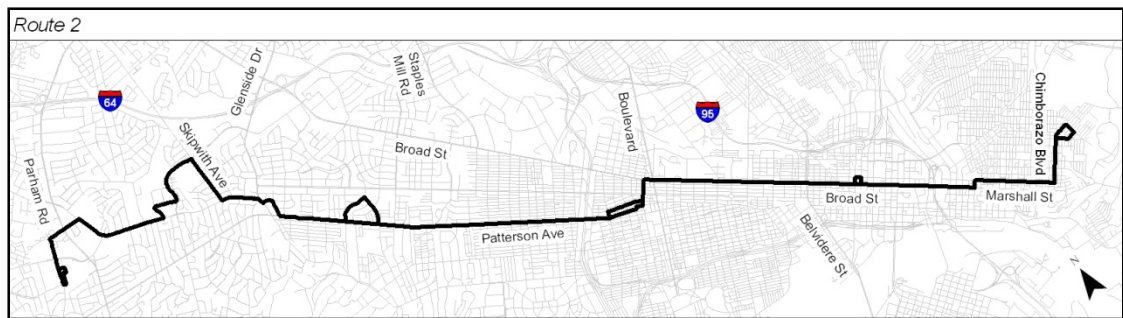 Route 2
Glenside Dr
Staples
Mill Rd
64
Skipwith Ave
Broad St
Boulevard
95
Chimborazo Blvd
Parham Rd
Patterson Ave
Broad St
Marshall St
Belvidere St
N